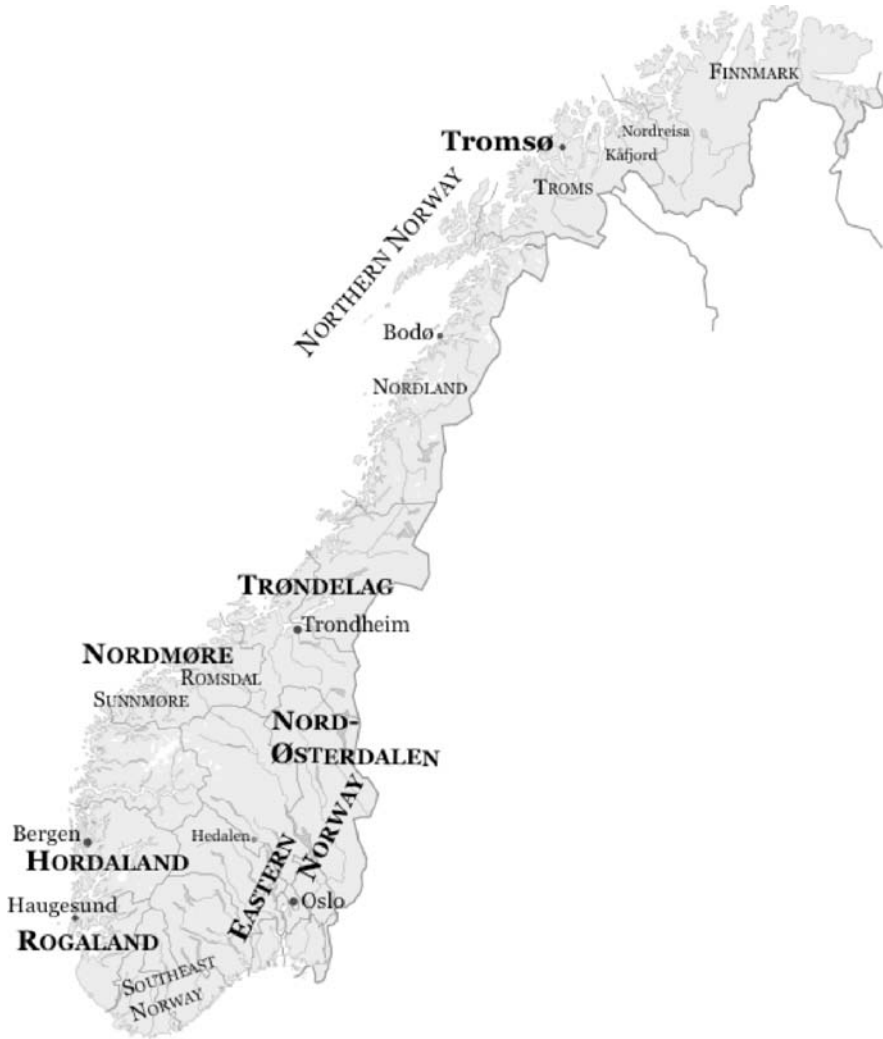 FINNMARK
Nordreisa
Tromsø
Kåfjord
TROMS
NORTHERN NORWAY
Bodø
NORDLAND
TRØNDELAG
Trondheim
NORDMØRE
ROMSDAL
SUNNMØRE
NORD-
ØSTERDALEN
EASTERN
NORWAY
Bergen
Hedalen
HORDALAND
Haugesund
Oslo
ROGALAND
SOUTHEAST
NORWAY